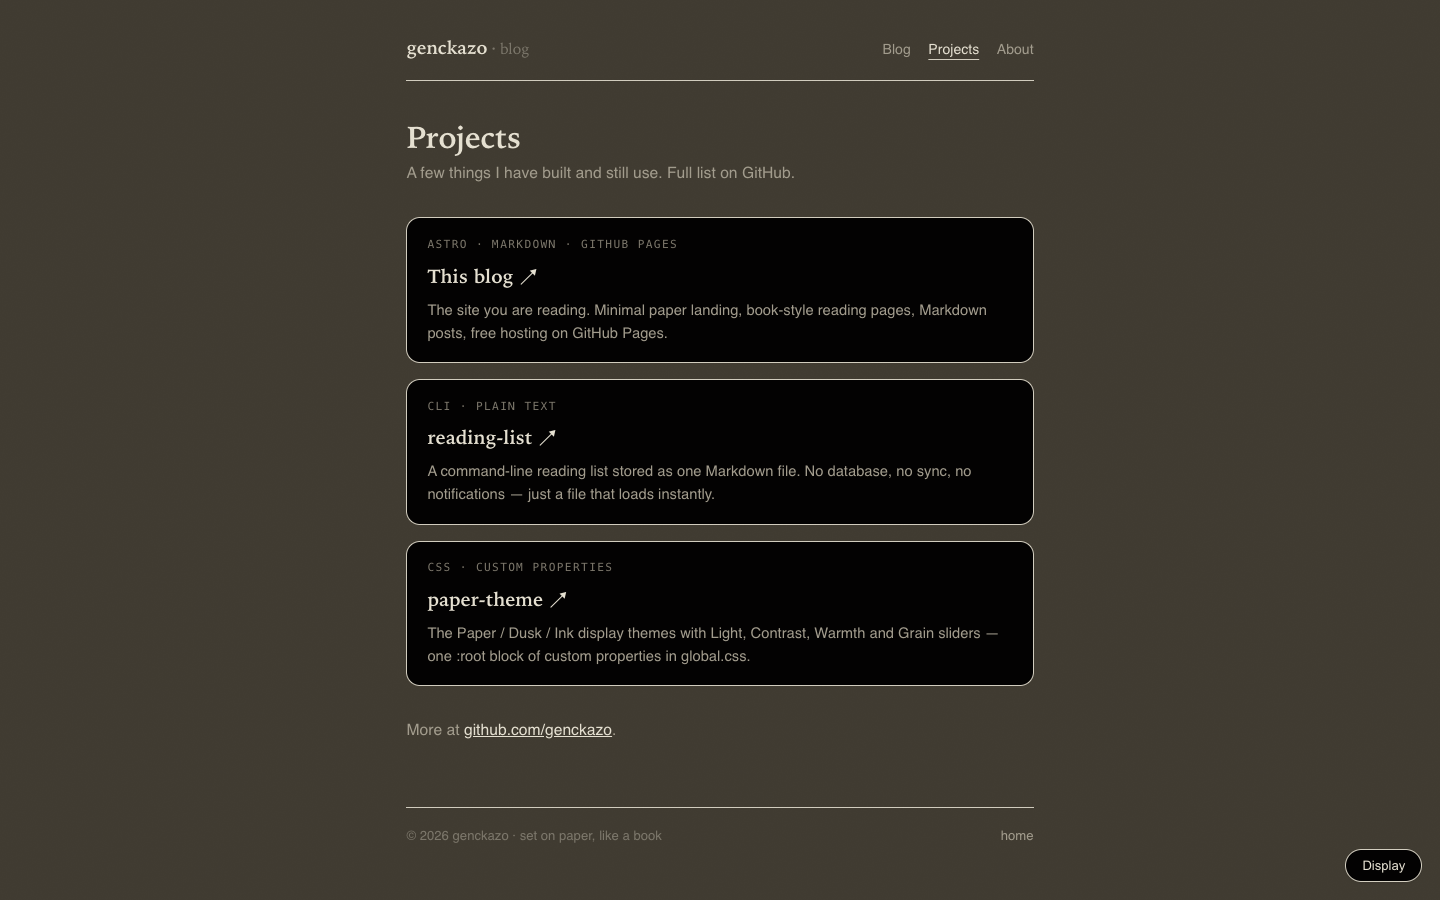 genckazo · blog
Blog Projects About
Projects
A few things I have built and still use. Full list on GitHub.
ASTRO · MARKDOWN · GITHUB PAGES
This blog ↗
The site you are reading. Minimal paper landing, book-style reading pages, Markdown
posts, free hosting on GitHub Pages.
CLI · PLAIN TEXT
reading-list ↗
A command-line reading list stored as one Markdown file. No database, no sync, no
notifications — just a file that loads instantly.
CSS · CUSTOM PROPERTIES
paper-theme ↗
The Paper / Dusk / Ink display themes with Light, Contrast, Warmth and Grain sliders —
one :root block of custom properties in global.css.
More at github.com/genckazo.
© 2026 genckazo · set on paper, like a book
home
Display